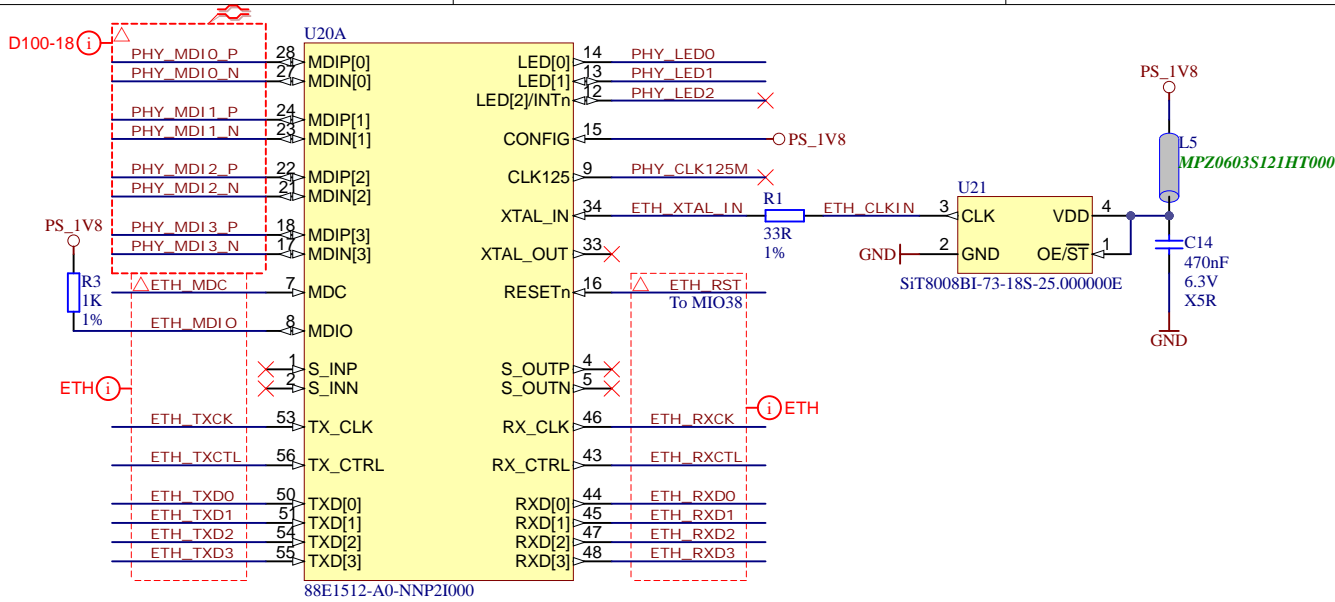 D100-18
i
PHY_MDI0_P 28 MDIP[0]
PHY_MDI0_N 27 MDIN[0]
PHY_MDI1_P 24 MDIP[1]
PHY_MDI1_N 23 MDIN[1]
PHY_MDI2_P 22 MDIP[2]
PHY_MDI2_N 21 MDIN[2]
PHY_MDI3_P 18 MDIP[3]
PHY_MDI3_N 17 MDIN[3]
PS_1V8
R3
1K
1%
ETH_MDC 7 MDC
ETH_MDIO 8 MDIO
1 S_INP
2 S_INN
ETH i
ETH_TXCK 53 TX_CLK
ETH_TXCTL 56 TX_CTRL
ETH_TXD0 50 TXD[0]
ETH_TXD1 51 TXD[1]
ETH_TXD2 54 TXD[2]
ETH_TXD3 55 TXD[3]
U20A
88E1512-A0-NNP2I000
LED[0] 14 PHY_LED0
LED[1] 13 PHY_LED1
LED[2]/INTn 12 PHY_LED2
CONFIG 15 PS_1V8
CLK125 9 PHY_CLK125M
XTAL_IN 34 ETH_XTAL_IN
R1
33R
1%
ETH_CLKIN
XTAL_OUT 33
RESETn 16 ETH_RST
To MIO38
S_OUTP 4
S_OUTN 5
i ETH
RX_CLK 46 ETH_RXCK
RX_CTRL 43 ETH_RXCTL
RXD[0] 44 ETH_RXD0
RXD[1] 45 ETH_RXD1
RXD[2] 47 ETH_RXD2
RXD[3] 48 ETH_RXD3
U21
3 CLK VDD 4
GND 2 GND OE/ST 1
SiT8008BI-73-18S-25.000000E
PS_1V8
L5
MPZ0603S121HT000
C14
470nF
6.3V
X5R
GND